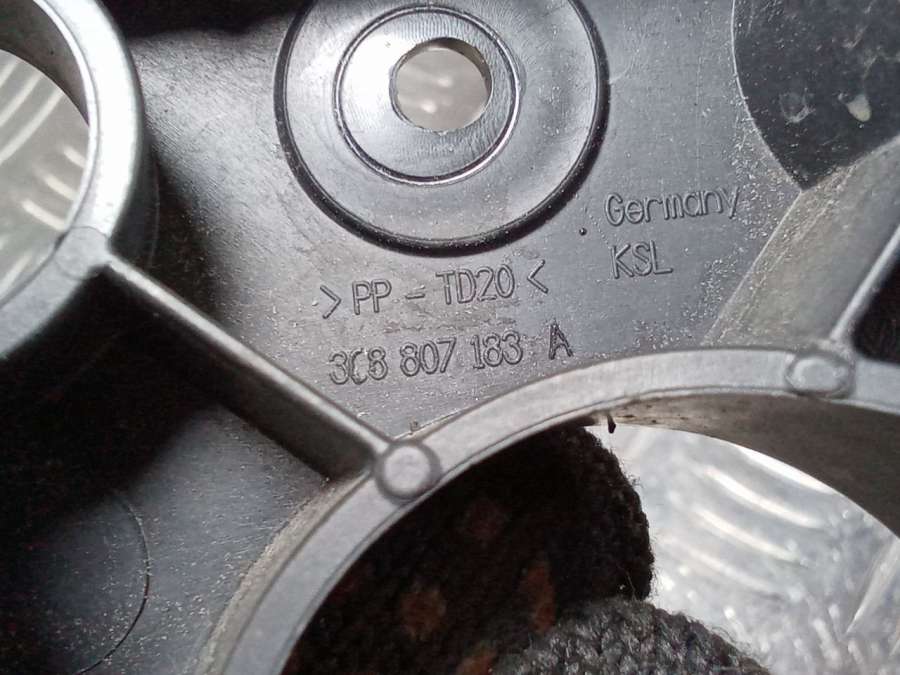 Germany
KSL
>PP-TD20<
3C8 807 183 A